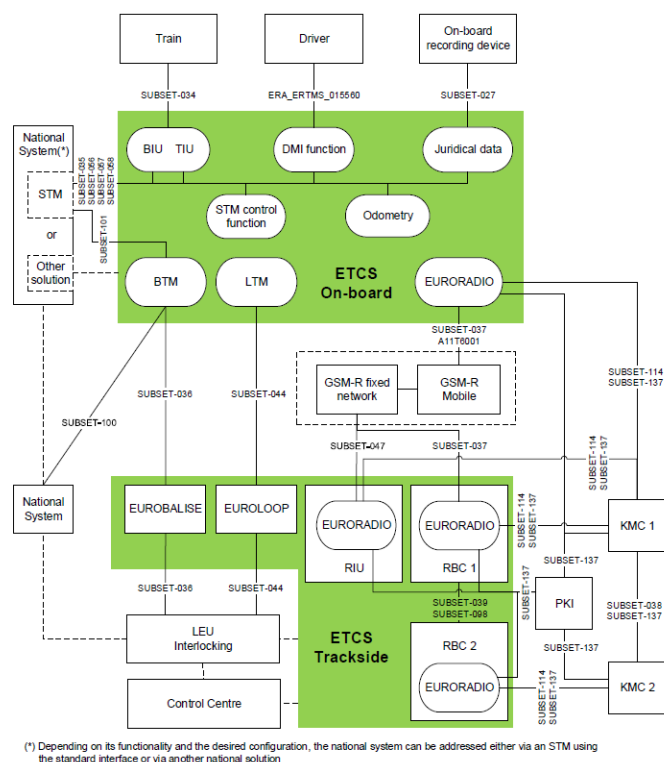 Train
Driver
On-board
recording device
SUBSET-034
ERA_ERTMS_015560
SUBSET-027
National
System(*)
SUBSET-035
SUBSET-056
SUBSET-057
SUBSET-058
BIU TIU
DMI function
Juridical data
STM
STM control
function
Odometry
or
SUBSET-101
Other
solution
BTM
LTM
ETCS
On-board
EURORADIO
SUBSET-037
A11T6001
SUBSET-114
SUBSET-137
GSM-R fixed
network
GSM-R
Mobile
SUBSET-036
SUBSET-044
SUBSET-100
SUBSET-047
SUBSET-037
SUBSET-114
SUBSET-137
National
System
EUROBALISE
EUROLOOP
EURORADIO
RIU
EURORADIO
RBC 1
SUBSET-114
SUBSET-137
KMC 1
SUBSET-137
SUBSET-036
SUBSET-044
SUBSET-039
SUBSET-098
SUBSET-137
PKI
SUBSET-038
SUBSET-137
LEU
Interlocking
ETCS
Trackside
RBC 2
EURORADIO
SUBSET-137
SUBSET-114
SUBSET-137
KMC 2
Control Centre
(*) Depending on its functionality and the desired configuration, the national system can be addressed either via an STM using
the standard interface or via another national solution